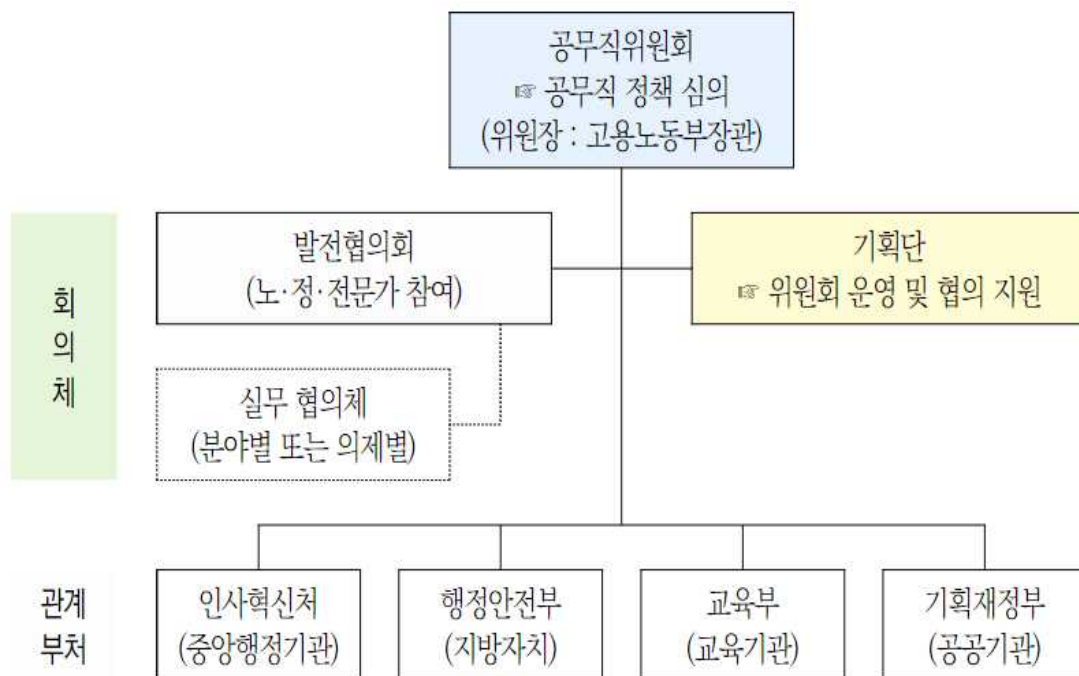 공무직위원회
☞ 공무직 정책 심의
(위원장 : 고용노동부장관)
회
의
체
발전협의회
(노·정·전문가 참여)
기획단
☞ 위원회 운영 및 협의 지원
실무 협의체
(분야별 또는 의제별)
관계
부처
인사혁신처
(중앙행정기관)
행정안전부
(지방자치)
교육부
(교육기관)
기획재정부
(공공기관)